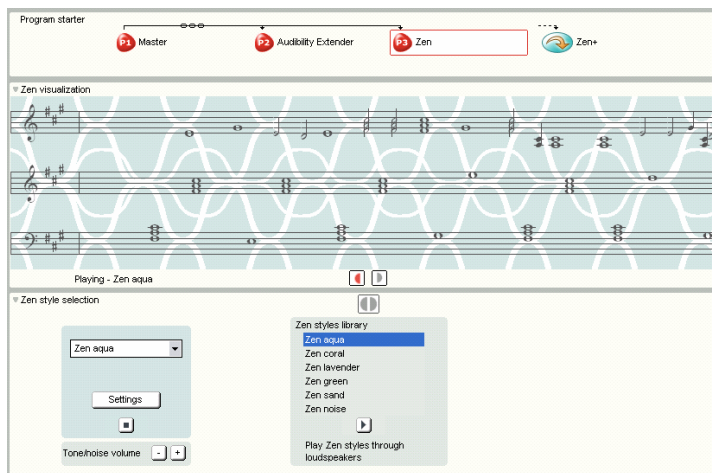 Program starter
P1 Master P2 Audibility Extender P3 Zen Zen+
Zen visualization
Playing - Zen aqua
Zen style selection
Zen aqua
Settings
Tone/noise volume - +
Zen styles library
Zen aqua
Zen coral
Zen lavender
Zen green
Zen sand
Zen noise
Play Zen styles through
loudspeakers